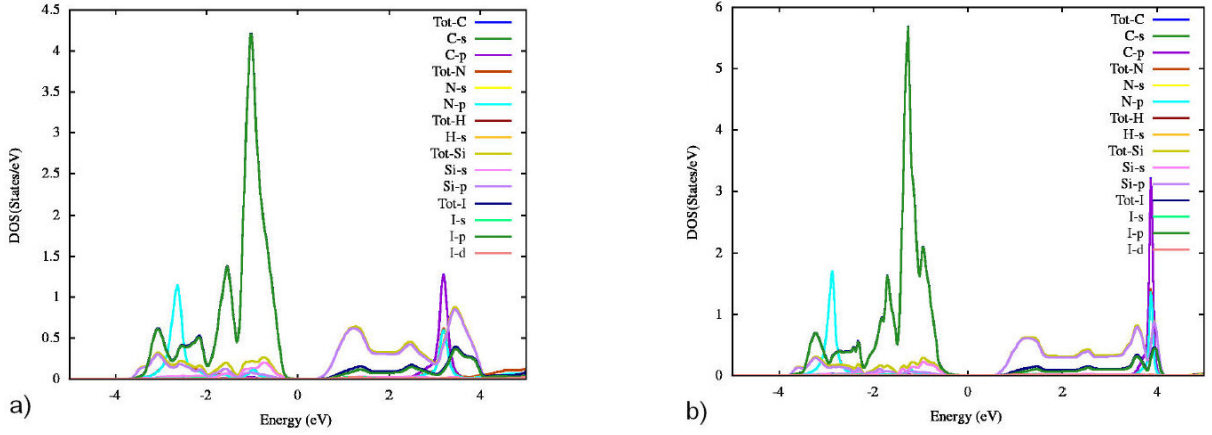 4.5
4
3.5
3
2.5
2
1.5
1
0.5
0
DOS(States/eV)
-4
-2
0
2
4
Energy (eV)
Tot-C
C-s
C-p
Tot-N
N-s
N-p
Tot-H
H-s
Tot-Si
Si-s
Si-p
Tot-I
I-s
I-p
I-d
a)
6
5
4
3
2
1
0
DOS(States/eV)
-4
-2
0
2
4
Energy (eV)
Tot-C
C-s
C-p
Tot-N
N-s
N-p
Tot-H
H-s
Tot-Si
Si-s
Si-p
Tot-I
I-s
I-p
I-d
b)